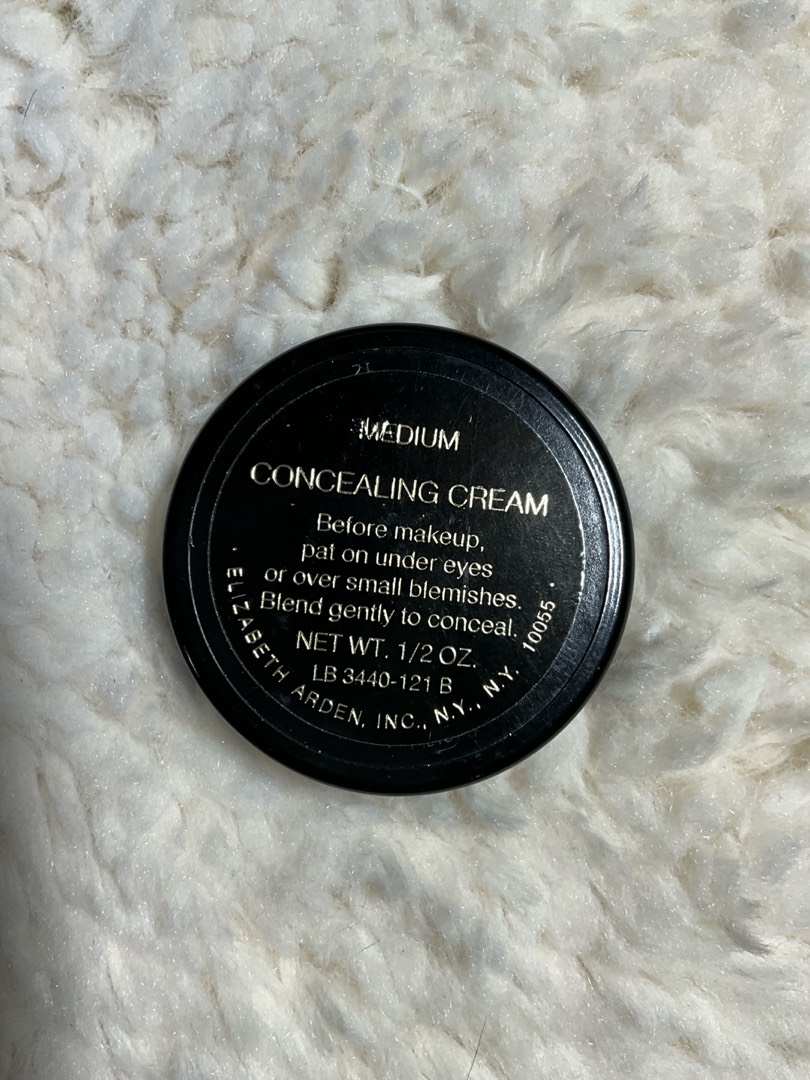 MEDIUM
CONCEALING CREAM
Before makeup,
pat on under eyes
or over small blemishes.
Blend gently to conceal.
NET WT. 1/2 OZ.
LB 3440-121 B
· ELIZABETH ARDEN, INC., N.Y., N.Y. 10055 ·